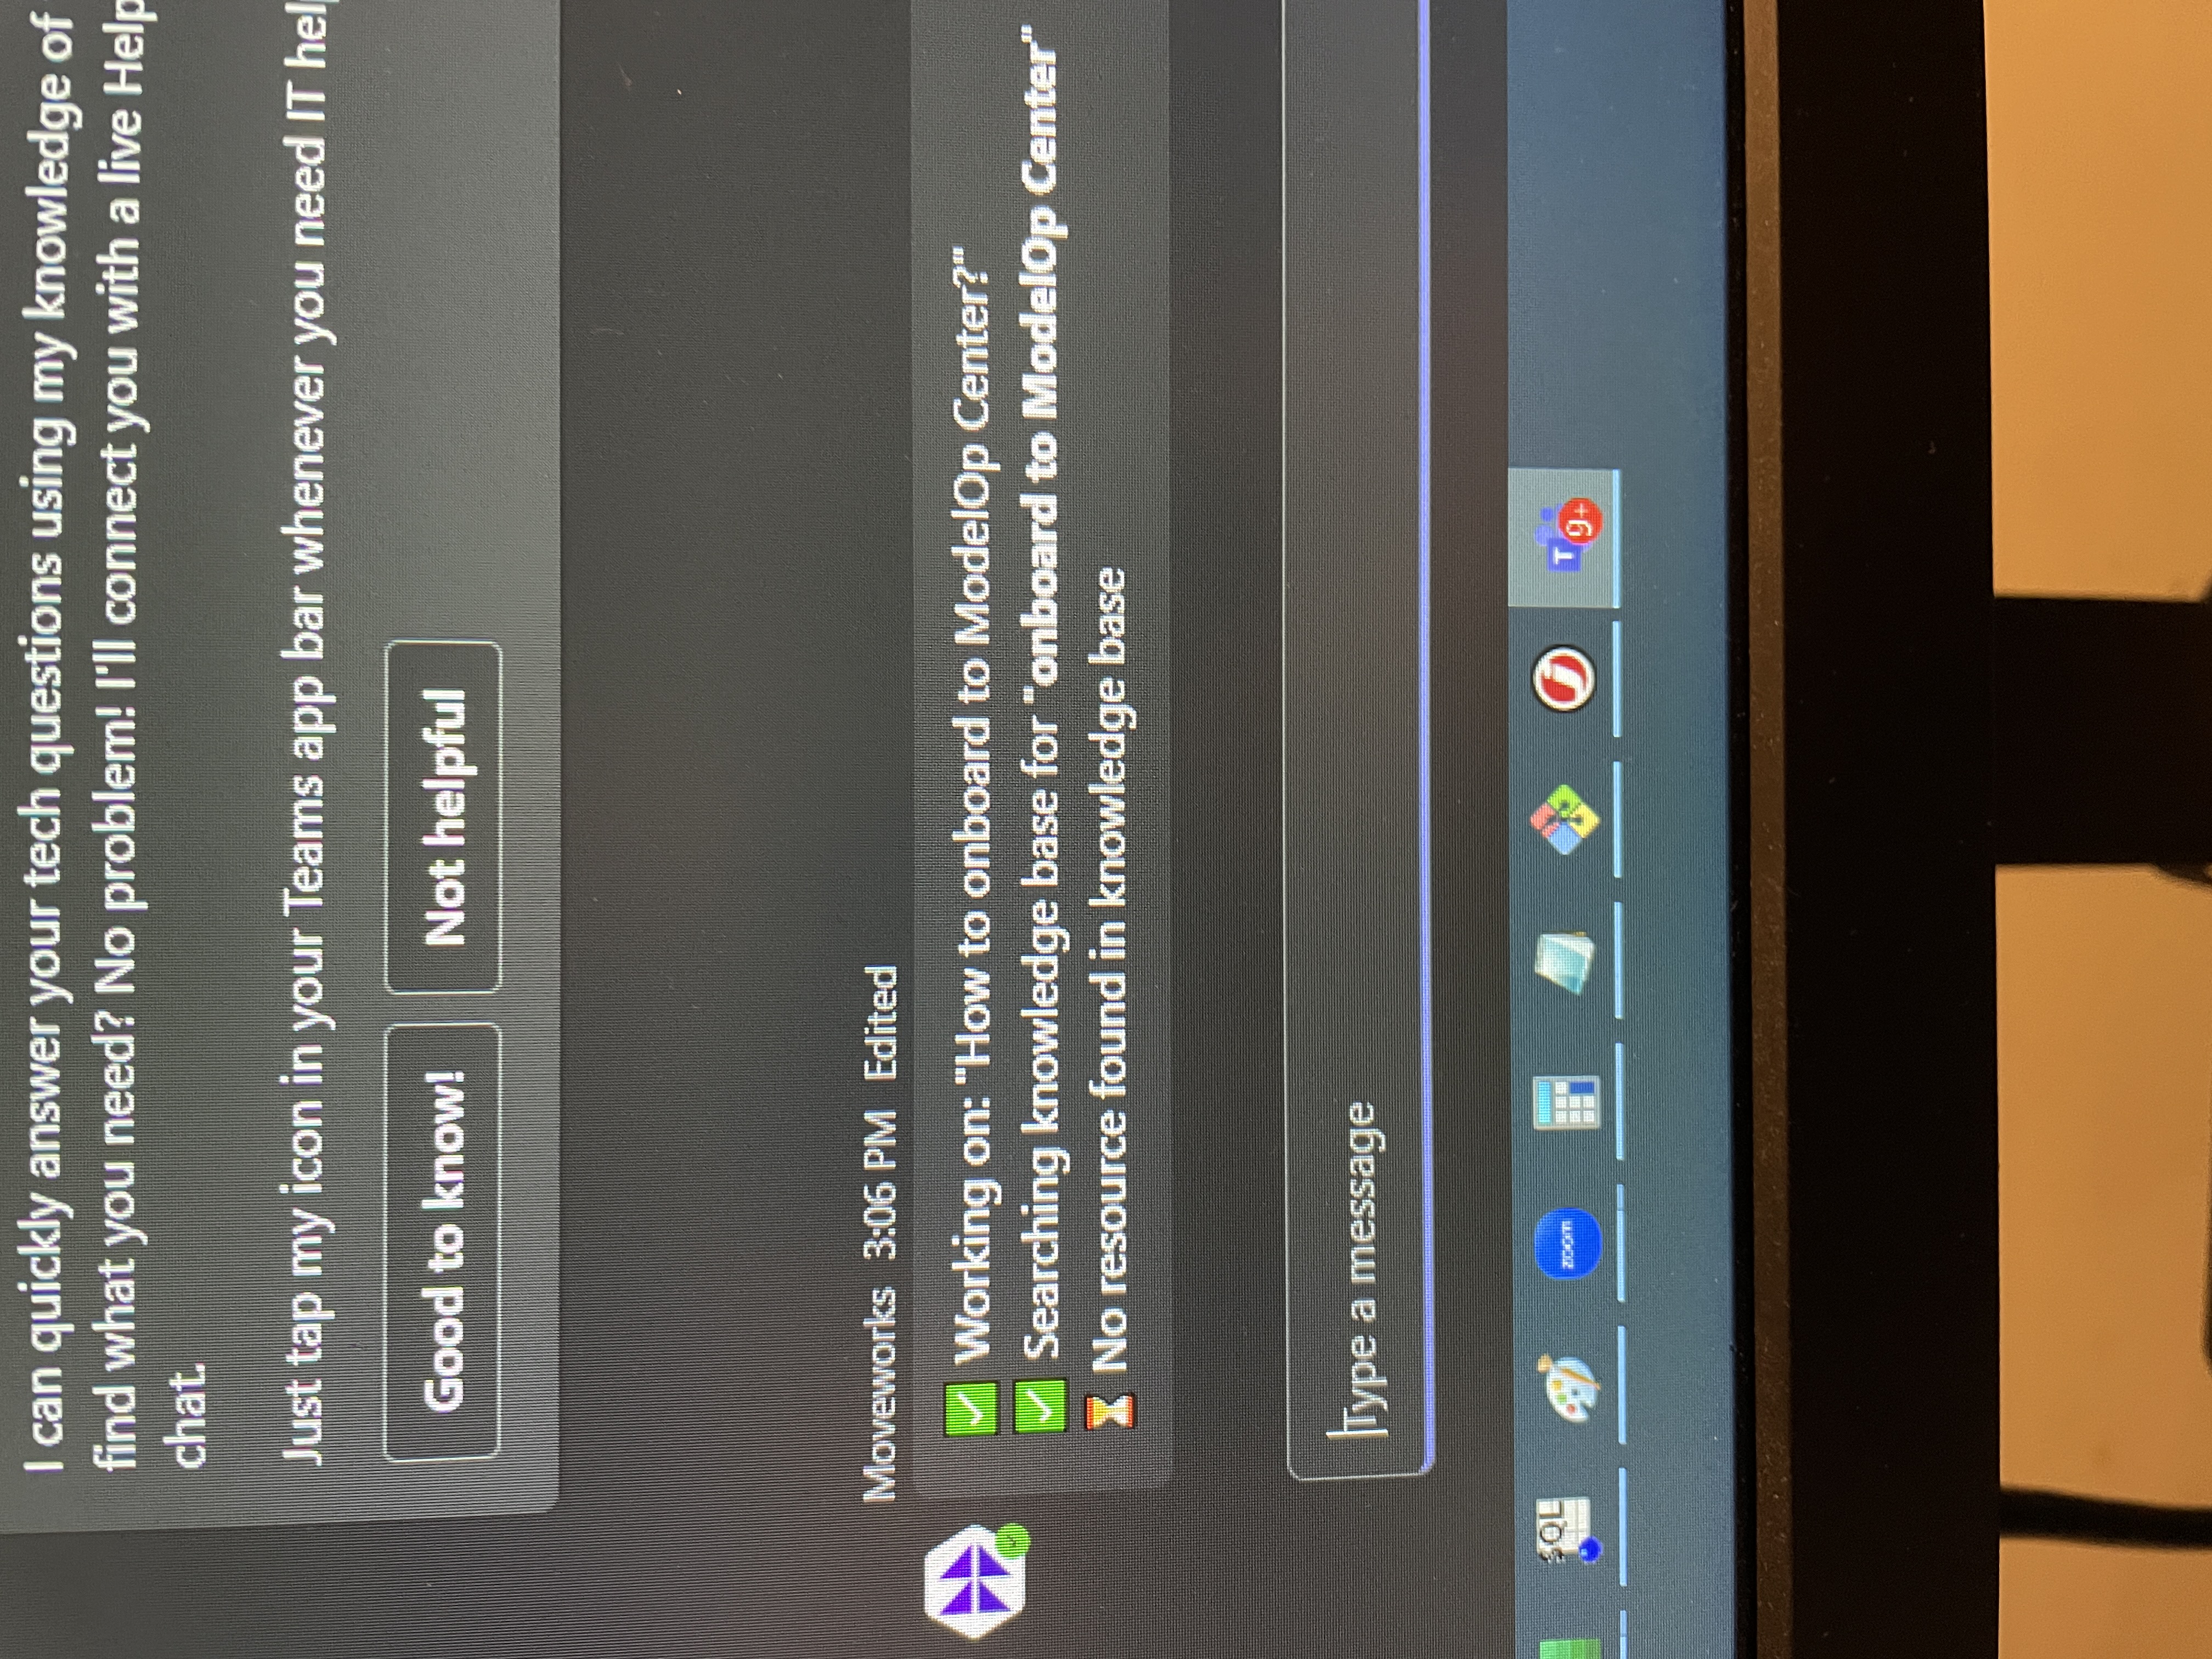 I can quickly answer your tech questions using my knowledge of
find what you need? No problem! I'll connect you with a live Help
chat.
Just tap my icon in your Teams app bar whenever you need IT hel
Good to know!
Not helpful
Moveworks 3:06 PM Edited
Working on: "How to onboard to ModelOp Center?"
Searching knowledge base for "onboard to ModelOp Center"
No resource found in knowledge base
Type a message
SQL
zoom
T
9+